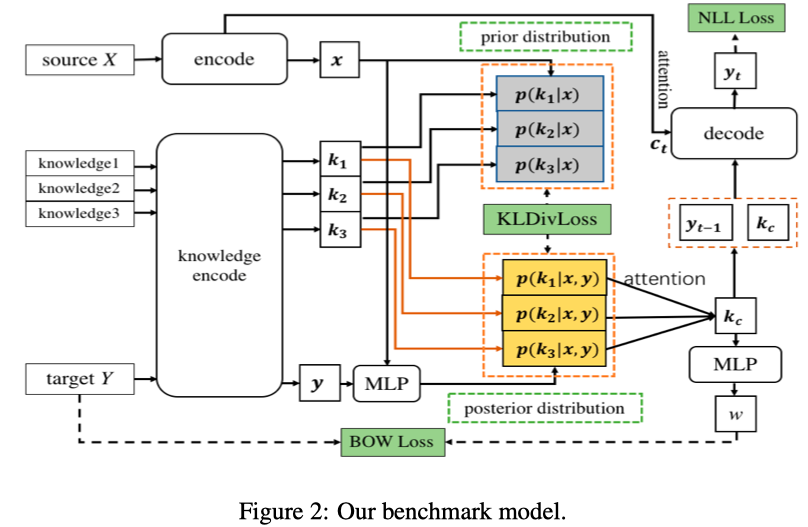 NLL Loss
prior distribution
source X
encode
x
attention
y_t
p(k_1|x)
p(k_2|x)
p(k_3|x)
c_t
decode
knowledge1
knowledge2
knowledge3
k_1
k_2
k_3
KLDivLoss
y_{t-1}
k_c
knowledge
encode
p(k_1|x, y)
p(k_2|x, y)
p(k_3|x, y)
attention
k_c
target Y
y
MLP
MLP
posterior distribution
w
BOW Loss
Figure 2: Our benchmark model.